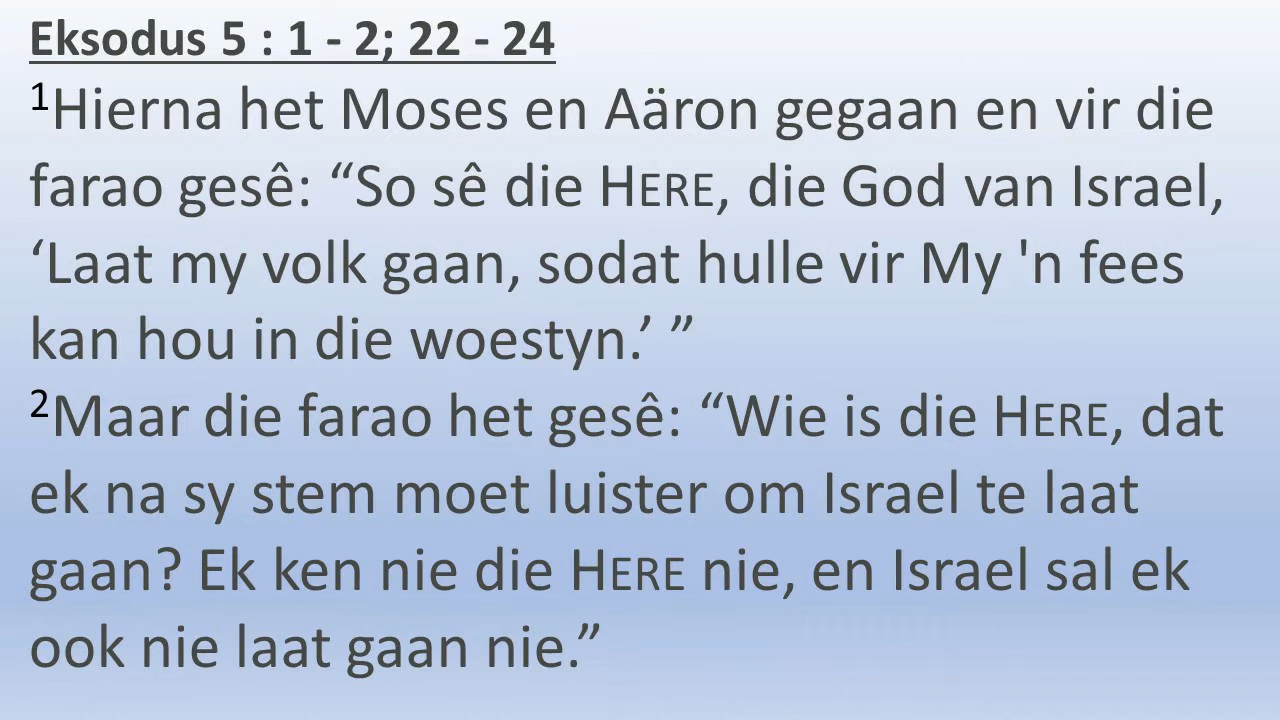 Eksodus 5 : 1 - 2; 22 - 24
¹Hierna het Moses en Aäron gegaan en vir die
farao gesê: “So sê die HERE, die God van Israel,
‘Laat my volk gaan, sodat hulle vir My 'n fees
kan hou in die woestyn.’ ”
²Maar die farao het gesê: “Wie is die HERE, dat
ek na sy stem moet luister om Israel te laat
gaan? Ek ken nie die HERE nie, en Israel sal ek
ook nie laat gaan nie.”